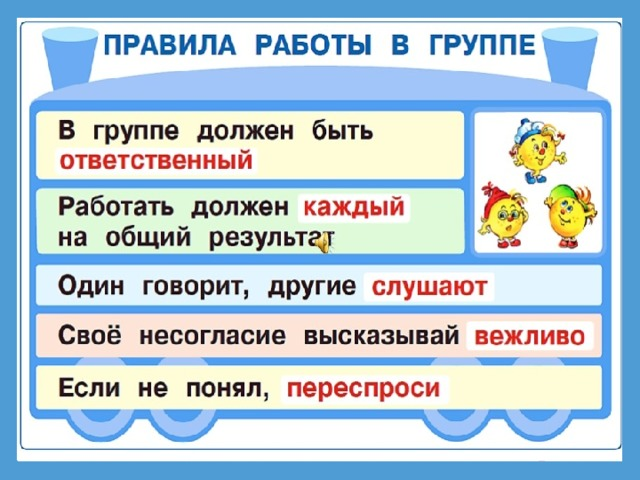 ПРАВИЛА РАБОТЫ В ГРУППЕ
В группе должен быть
ответственный
Работать должен каждый
на общий результат
Один говорит, другие слушают
Своё несогласие высказывай вежливо
Если не понял, переспроси